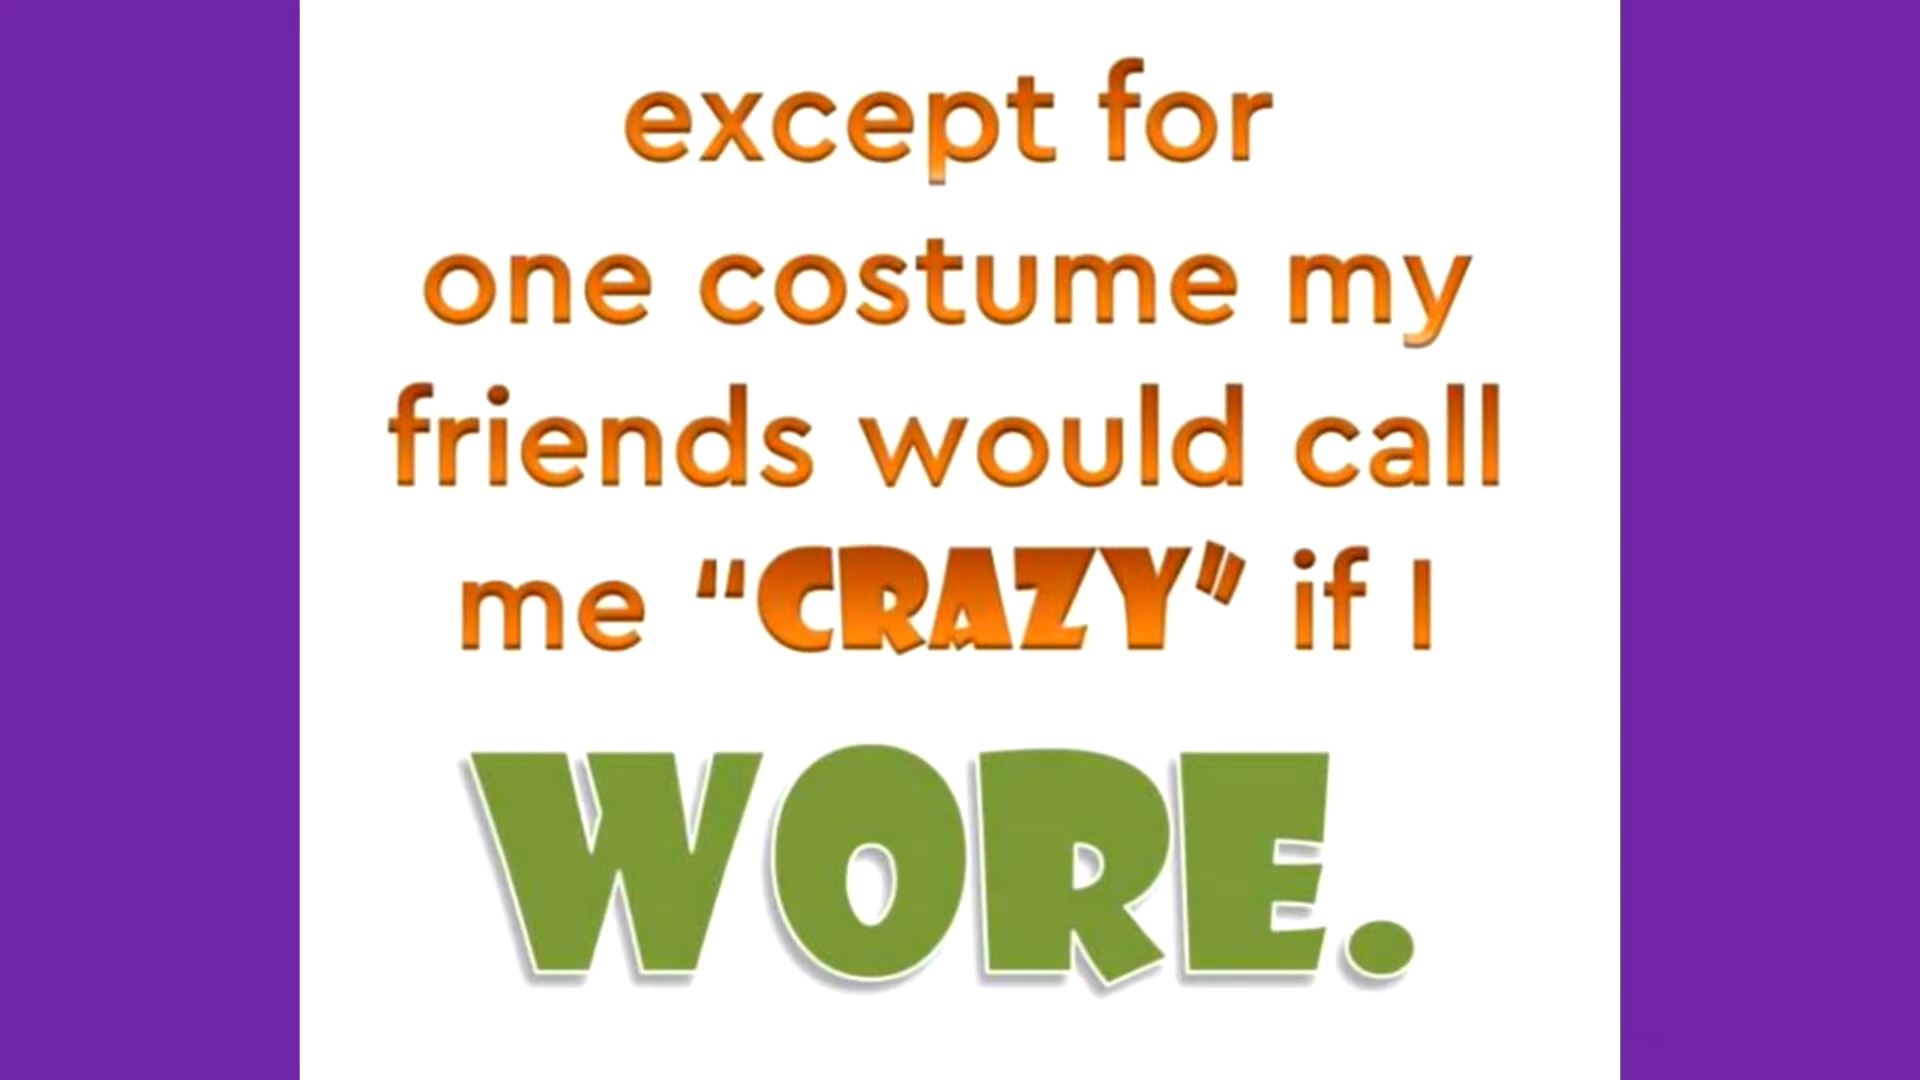 except for
one costume my
friends would call
me “CRAZY” if I
WORE.